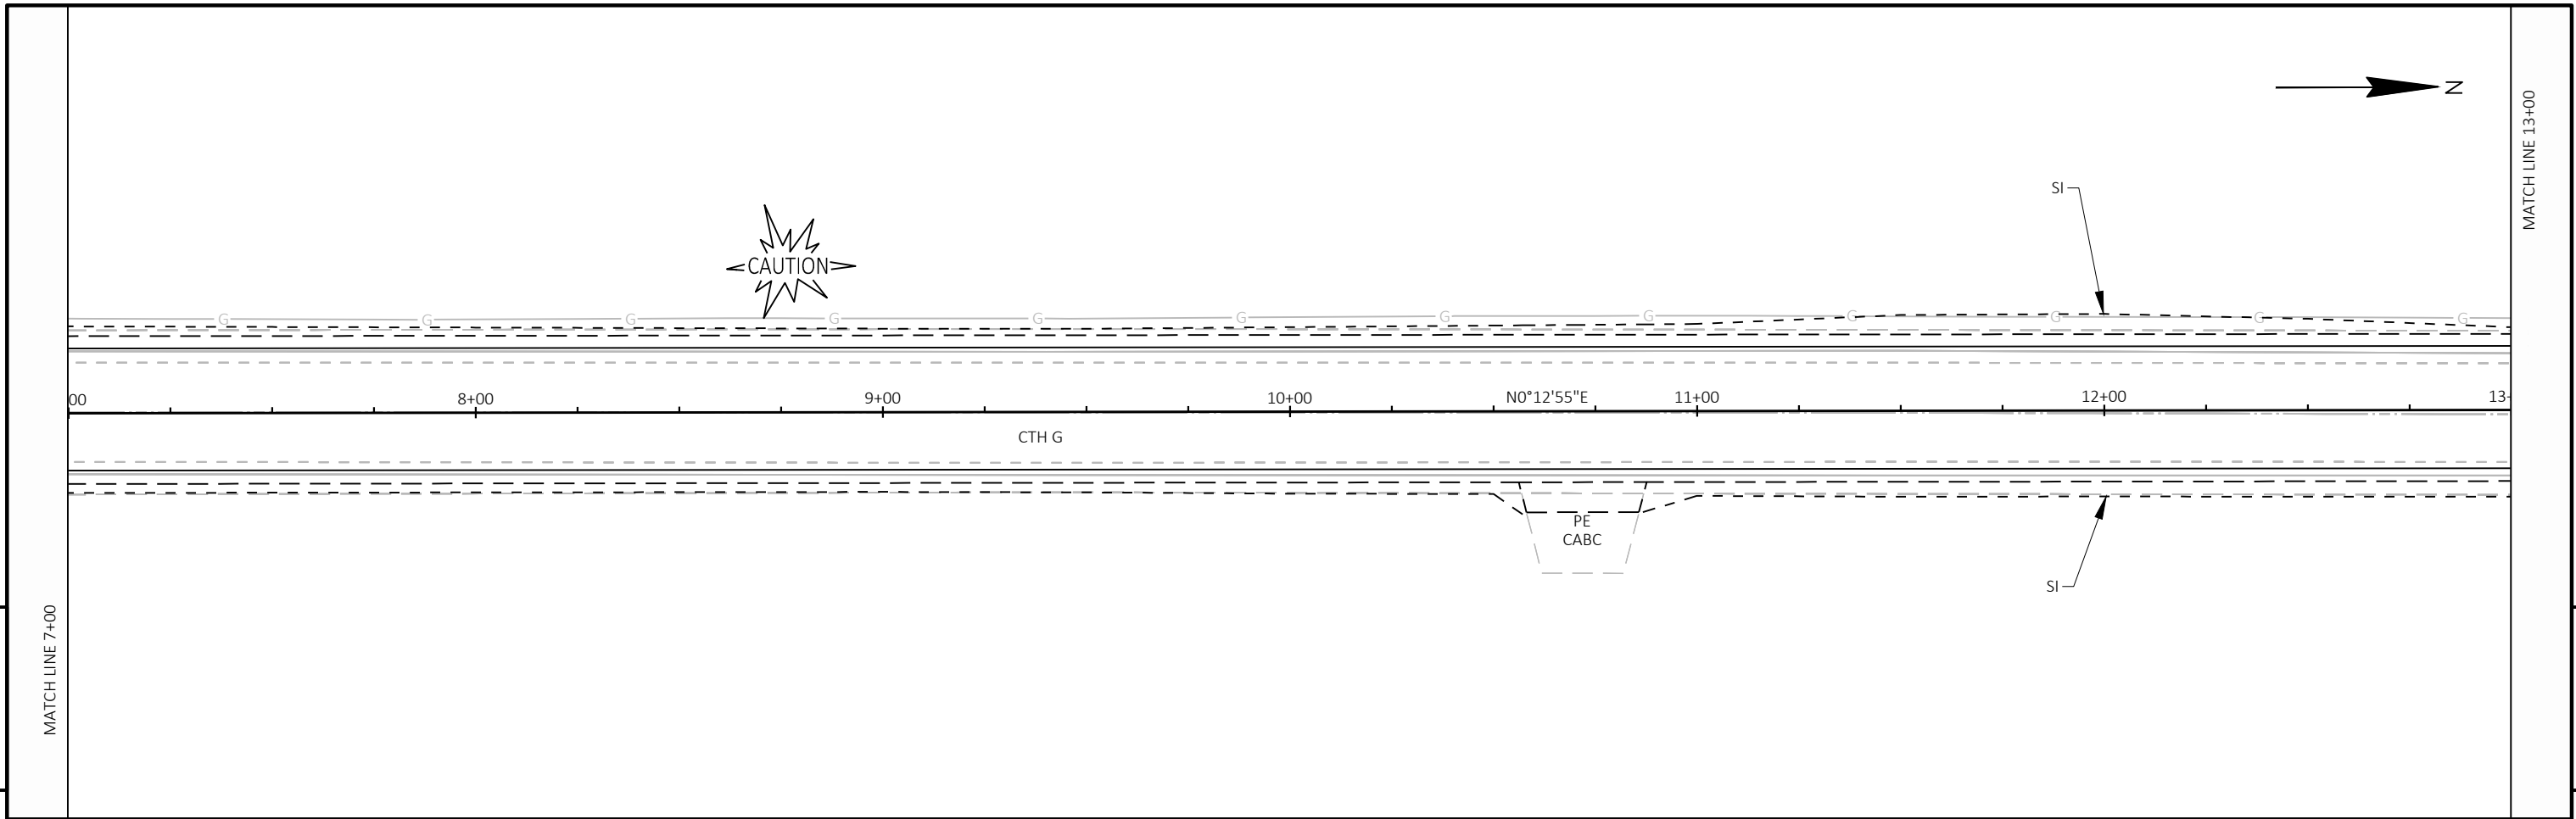 N
MATCH LINE 13+00
SI
CAUTION
G G G G G G G G G G G G
00 8+00 9+00 10+00 N0°12'55"E 11+00 12+00 13-
CTH G
PE
CABC
SI
MATCH LINE 7+00